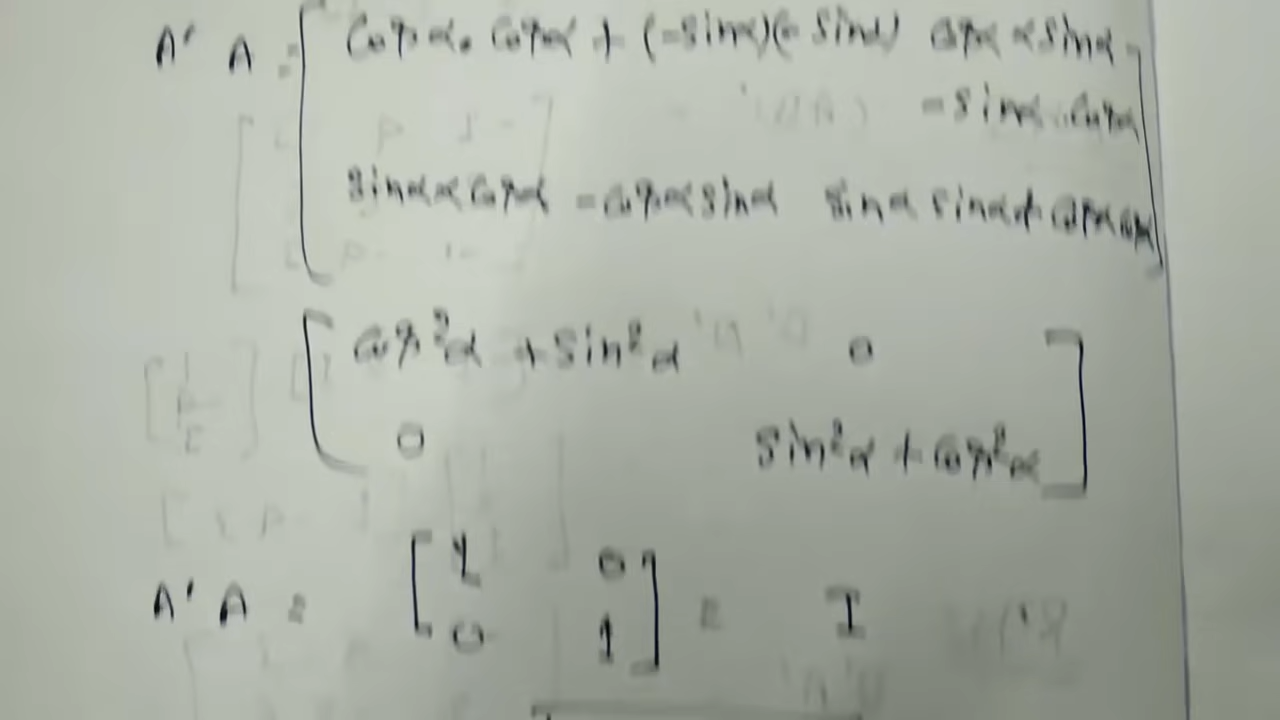 A' A = [ cosα. cosα + (-sinα)(-sinα) cosα × sinα
-sinα . cosα
sinα × cosα - cosα sinα sinα sinα + cosα cosα ]
[ cos²α + sin²α 0
0 sin²α + cos²α ]
A' A = [ 1 0
0 1 ] = I